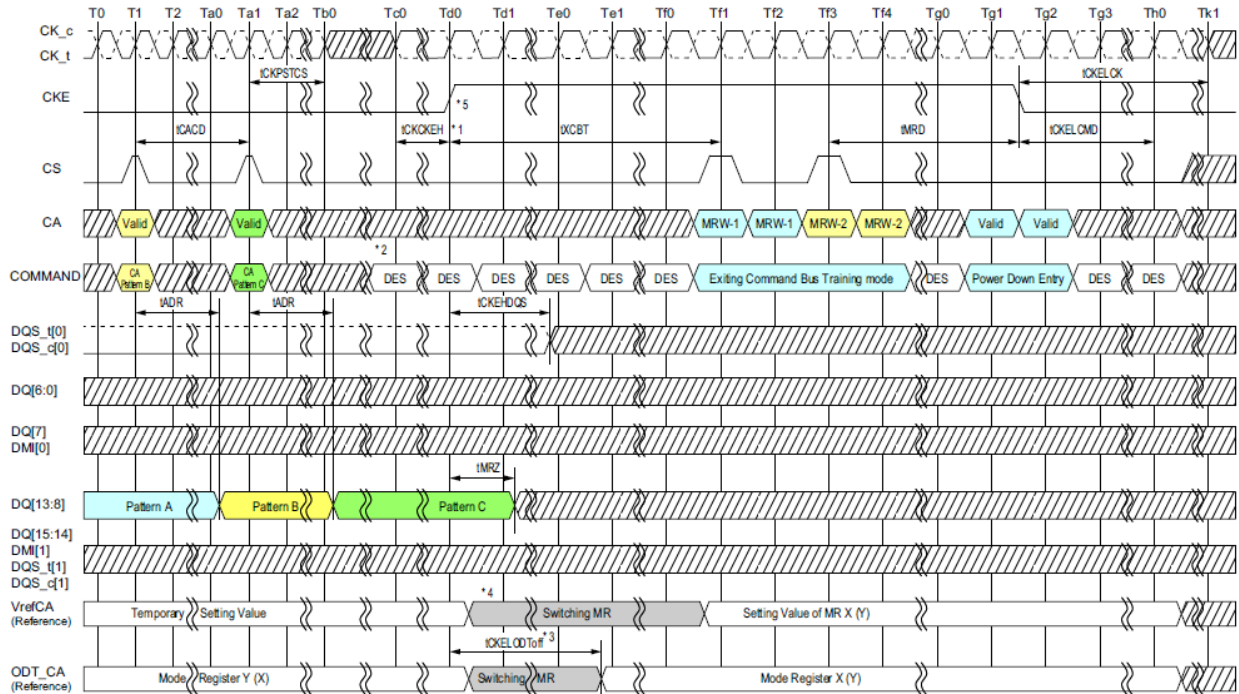 T0 T1 T2 Ta0 Ta1 Ta2 Tb0 Tc0 Td0 Td1 Te0 Te1 Tf0 Tf1 Tf2 Tf3 Tf4 Tg0 Tg1 Tg2 Tg3 Th0 Tk1
CK_c
CK_t
tCKPSTCS tCKELCK
CKE
*5
tCACD tCKCKEH *1 tXCBT tMRD tCKELCMD
CS
CA Valid Valid MRW-1 MRW-1 MRW-2 MRW-2 Valid Valid
*2
COMMAND CA Pattern B CA Pattern C DES DES DES DES DES DES Exiting Command Bus Training mode DES Power Down Entry DES DES
tADR tADR tCKEHDQS
DQS_t[0]
DQS_c[0]
DQ[6:0]
DQ[7]
DMI[0]
tMRZ
DQ[13:8] Pattern A Pattern B Pattern C
DQ[15:14]
DMI[1]
DQS_t[1]
DQS_c[1]
*4
VrefCA
(Reference) Temporary Setting Value Switching MR Setting Value of MR X (Y)
tCKELODToff *3
ODT_CA
(Reference) Mode Register Y (X) Switching MR Mode Register X (Y)